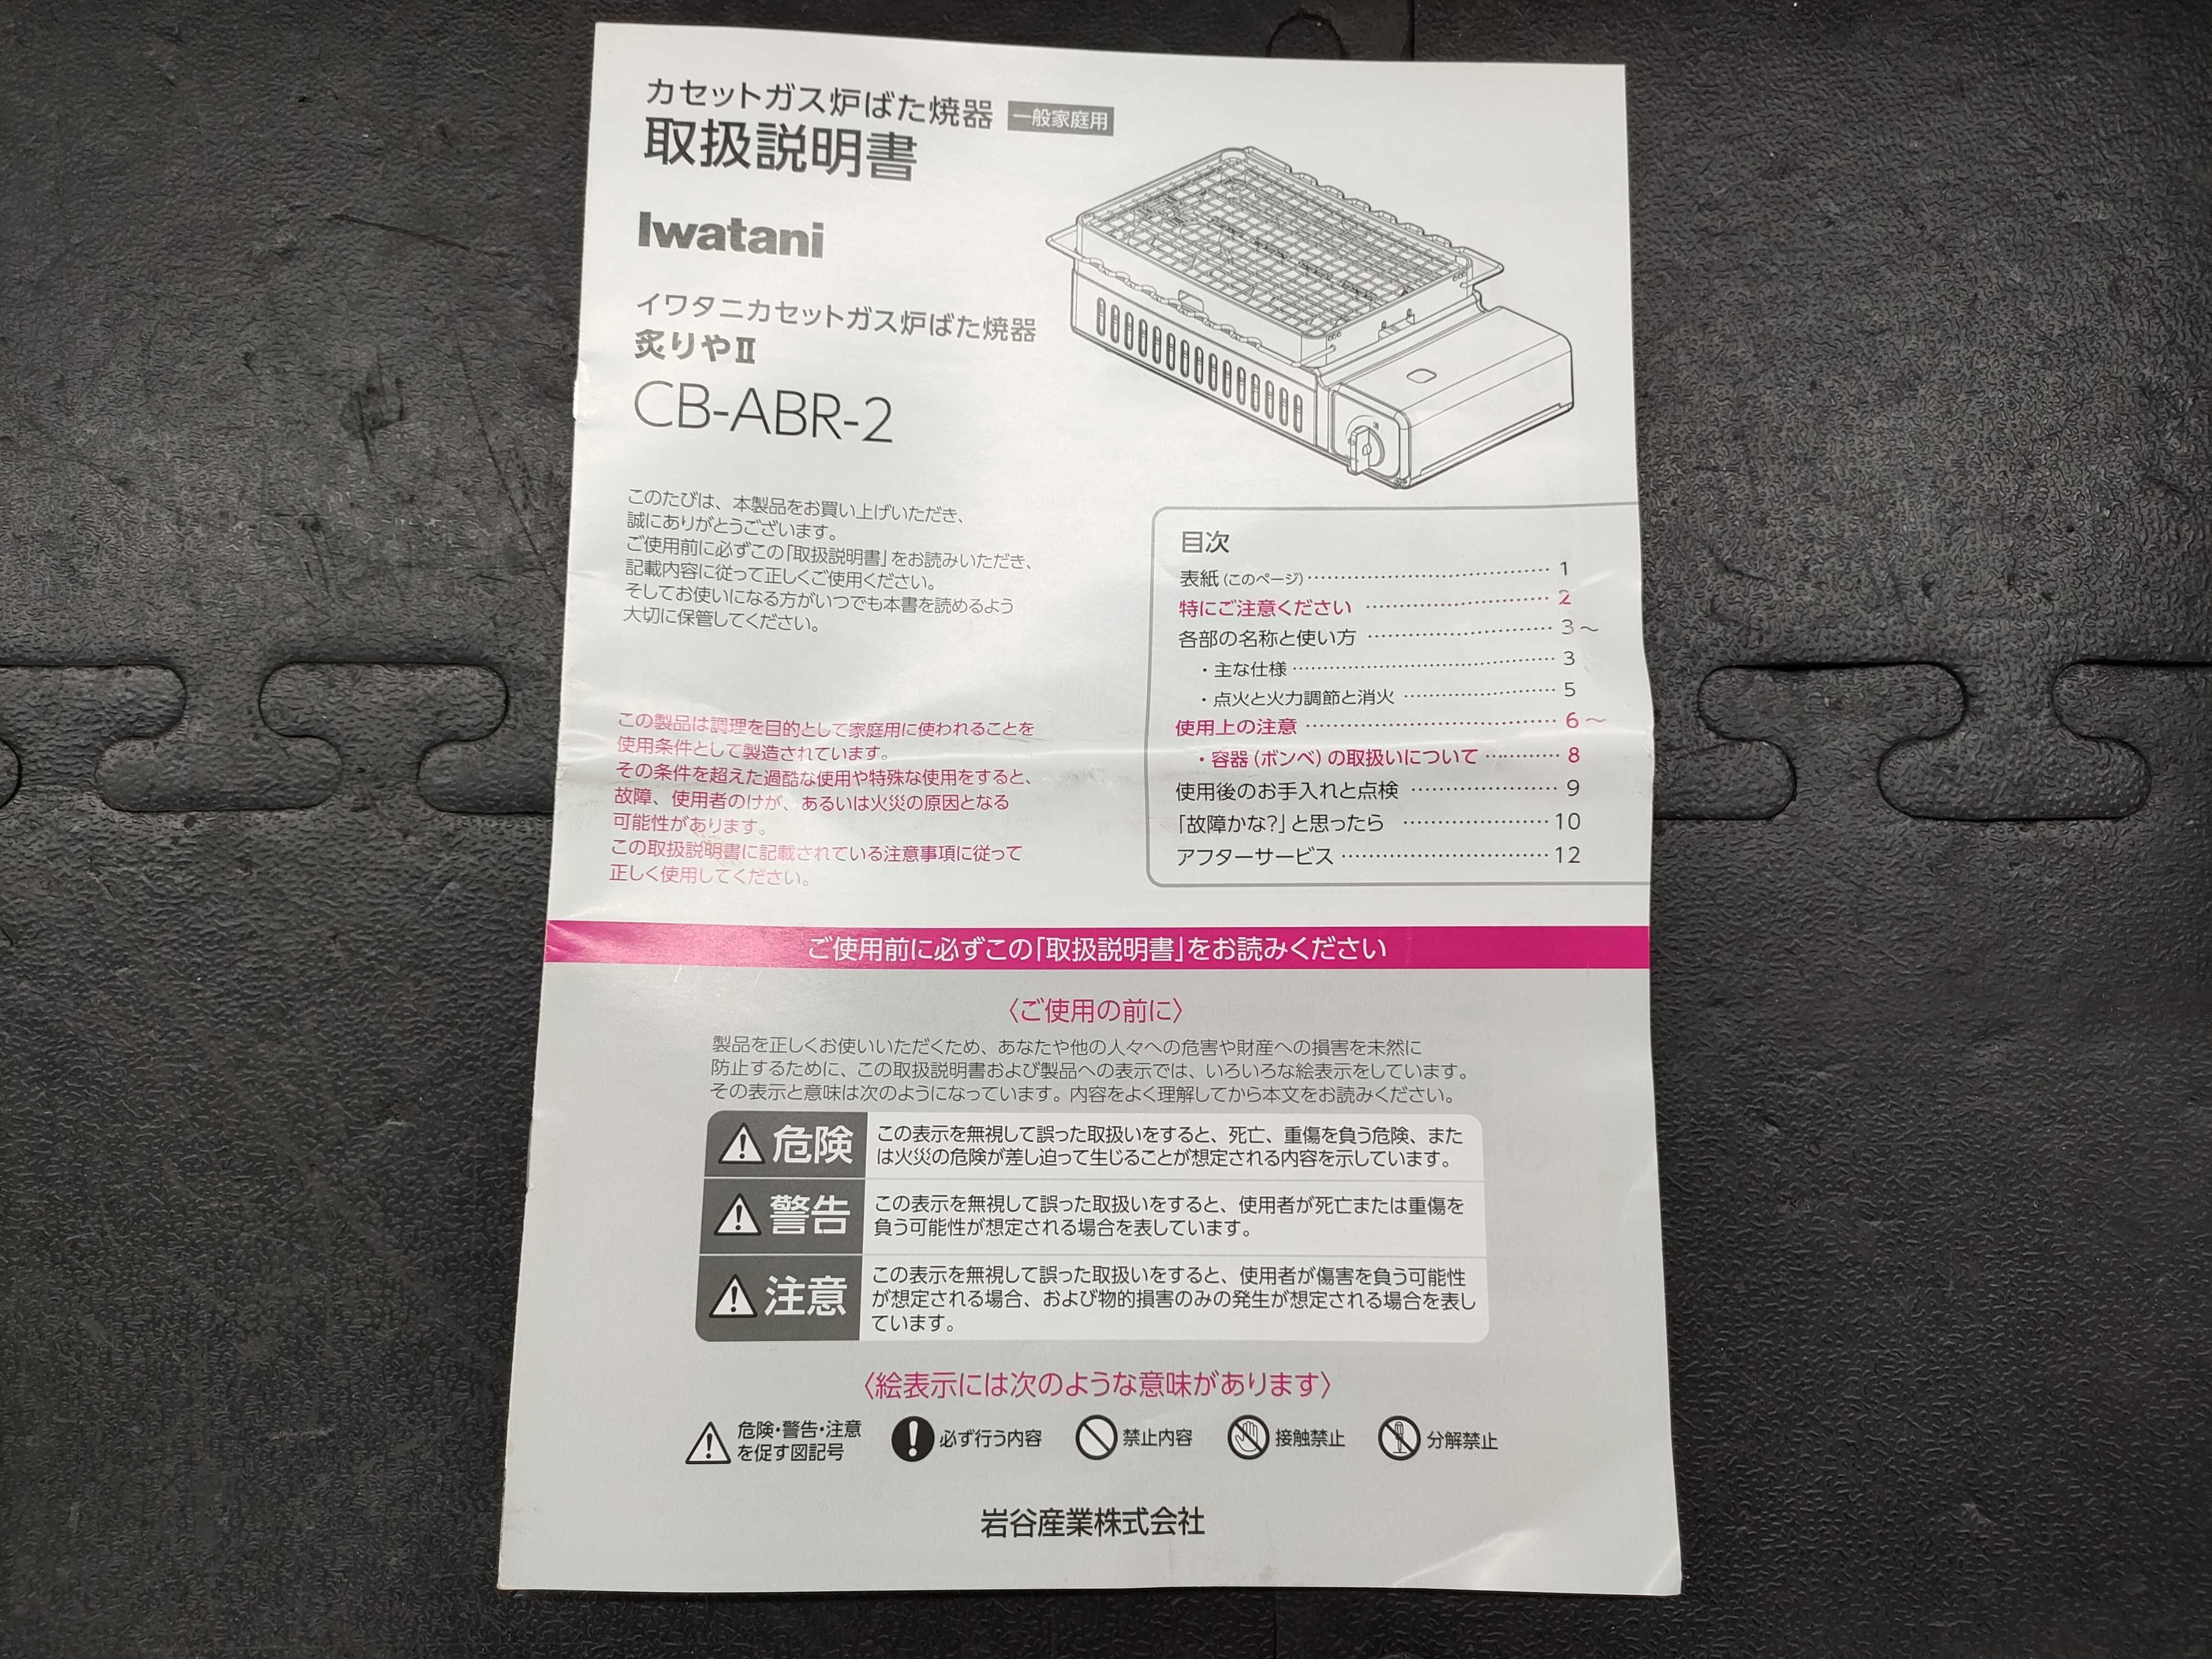 カセットガス炉ばた焼器 一般家庭用
取扱説明書
Iwatani
イワタニカセットガス炉ばた焼器
炙りやⅡ
CB-ABR-2
このたびは、本製品をお買い上げいただき、
誠にありがとうございます。
ご使用前に必ずこの「取扱説明書」をお読みいただき、
記載内容に従って正しくご使用ください。
そしてお使いになる方がいつでも本書を読めるよう
大切に保管してください。
この製品は調理を目的として家庭用に使われることを
使用条件として製造されています。
その条件を超えた過酷な使用や特殊な使用をすると、
故障、使用者のけが、あるいは火災の原因となる
可能性があります。
この取扱説明書に記載されている注意事項に従って
正しく使用してください。
目次
表紙(このページ)……………………………… 1
特にご注意ください ……………………… 2
各部の名称と使い方 ……………………… 3～
・主な仕様 ……………………………… 3
・点火と火力調節と消火 ………………… 5
使用上の注意 ……………………………… 6～
・容器(ボンベ)の取扱いについて ………… 8
使用後のお手入れと点検 ………………… 9
「故障かな?」と思ったら ………………… 10
アフターサービス ………………………… 12
ご使用前に必ずこの「取扱説明書」をお読みください
〈ご使用の前に〉
製品を正しくお使いいただくため、あなたや他の人々への危害や財産への損害を未然に
防止するために、この取扱説明書および製品への表示では、いろいろな絵表示をしています。
その表示と意味は次のようになっています。内容をよく理解してから本文をお読みください。
危険
この表示を無視して誤った取扱いをすると、死亡、重傷を負う危険、また
は火災の危険が差し迫って生じることが想定される内容を示しています。
警告
この表示を無視して誤った取扱いをすると、使用者が死亡または重傷を
負う可能性が想定される場合を表しています。
注意
この表示を無視して誤った取扱いをすると、使用者が傷害を負う可能性
が想定される場合、および物的損害のみの発生が想定される場合を表し
ています。
〈絵表示には次のような意味があります〉
危険・警告・注意
を促す図記号
必ず行う内容
禁止内容
接触禁止
分解禁止
岩谷産業株式会社